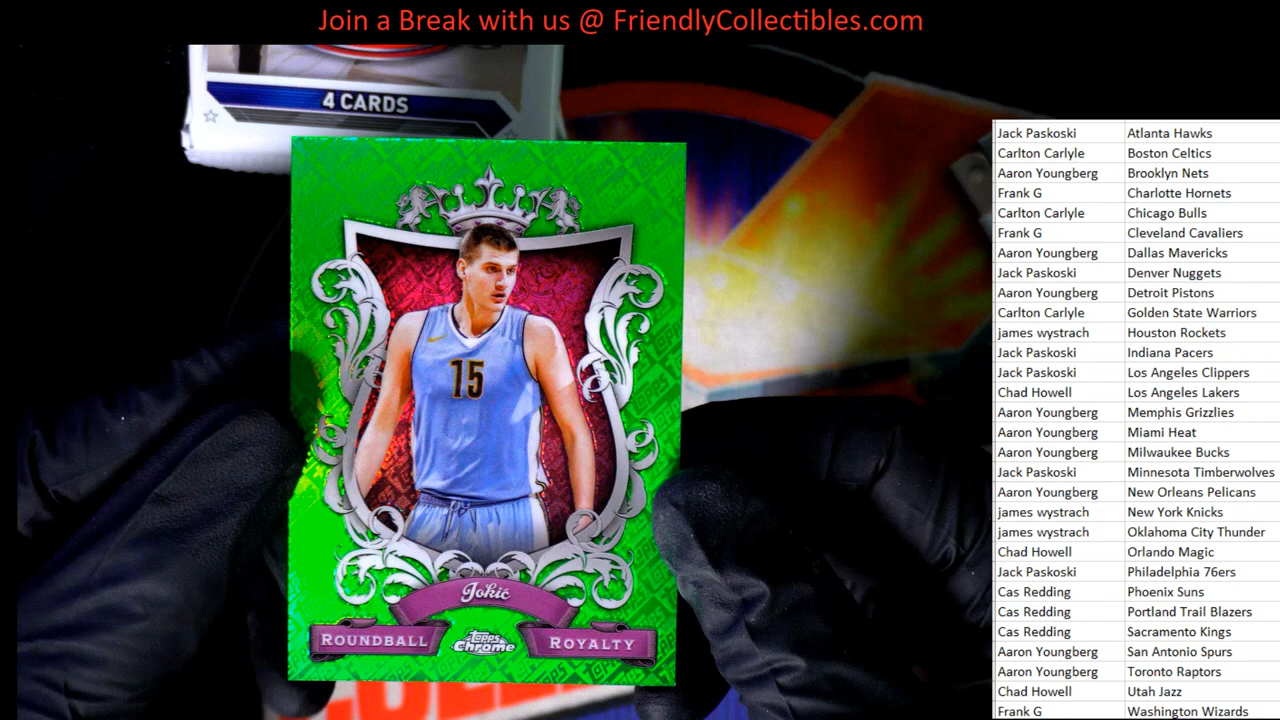 Join a Break with us @ FriendlyCollectibles.com
4 CARDS
15
Jokić
ROUNDBALL
Topps Chrome
ROYALTY
Jack Paskoski Atlanta Hawks
Carlton Carlyle Boston Celtics
Aaron Youngberg Brooklyn Nets
Frank G Charlotte Hornets
Carlton Carlyle Chicago Bulls
Frank G Cleveland Cavaliers
Aaron Youngberg Dallas Mavericks
Jack Paskoski Denver Nuggets
Aaron Youngberg Detroit Pistons
Carlton Carlyle Golden State Warriors
james wystrach Houston Rockets
Jack Paskoski Indiana Pacers
Jack Paskoski Los Angeles Clippers
Chad Howell Los Angeles Lakers
Aaron Youngberg Memphis Grizzlies
Aaron Youngberg Miami Heat
Aaron Youngberg Milwaukee Bucks
Jack Paskoski Minnesota Timberwolves
Aaron Youngberg New Orleans Pelicans
james wystrach New York Knicks
james wystrach Oklahoma City Thunder
Chad Howell Orlando Magic
Jack Paskoski Philadelphia 76ers
Cas Redding Phoenix Suns
Cas Redding Portland Trail Blazers
Cas Redding Sacramento Kings
Aaron Youngberg San Antonio Spurs
Aaron Youngberg Toronto Raptors
Chad Howell Utah Jazz
Frank G Washington Wizards